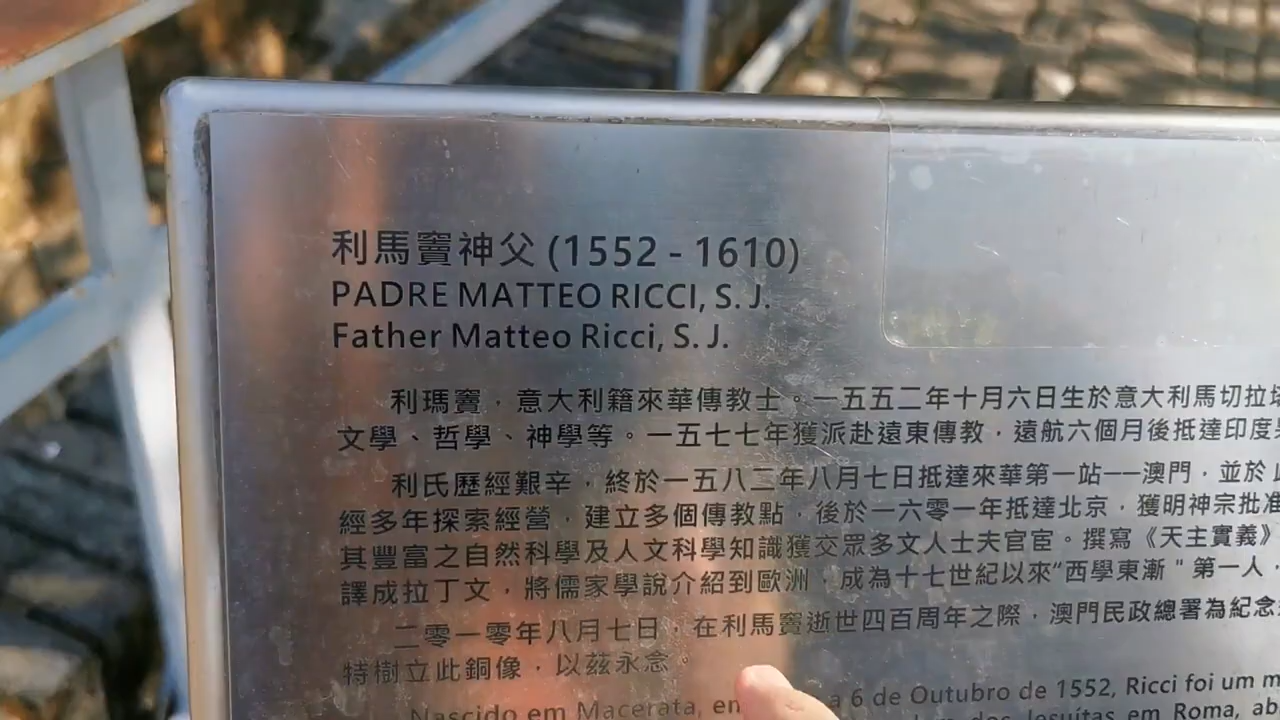 利馬竇神父 (1552 - 1610)
PADRE MATTEO RICCI, S. J.
Father Matteo Ricci, S. J.
利瑪竇，意大利籍來華傳教士。一五五二年十月六日生於意大利馬切拉塔
文學、哲學、神學等。一五七七年獲派赴遠東傳教，遠航六個月後抵達印度果
利氏歷經艱辛，終於一五八二年八月七日抵達來華第一站──澳門，並於此
經多年探索經營，建立多個傳教點，後於一六零一年抵達北京，獲明神宗批准
其豐富之自然科學及人文科學知識獲交眾多文人士夫官宦。撰寫《天主實義》
譯成拉丁文，將儒家學說介紹到歐洲，成為十七世紀以來“西學東漸＂第一人，
二零一零年八月七日，在利馬竇逝世四百周年之際，澳門民政總署為紀念
特樹立此銅像，以茲永念。
Nascido em Macerata, em a 6 de Outubro de 1552, Ricci foi um m
dos Jesuítas em Roma, ab